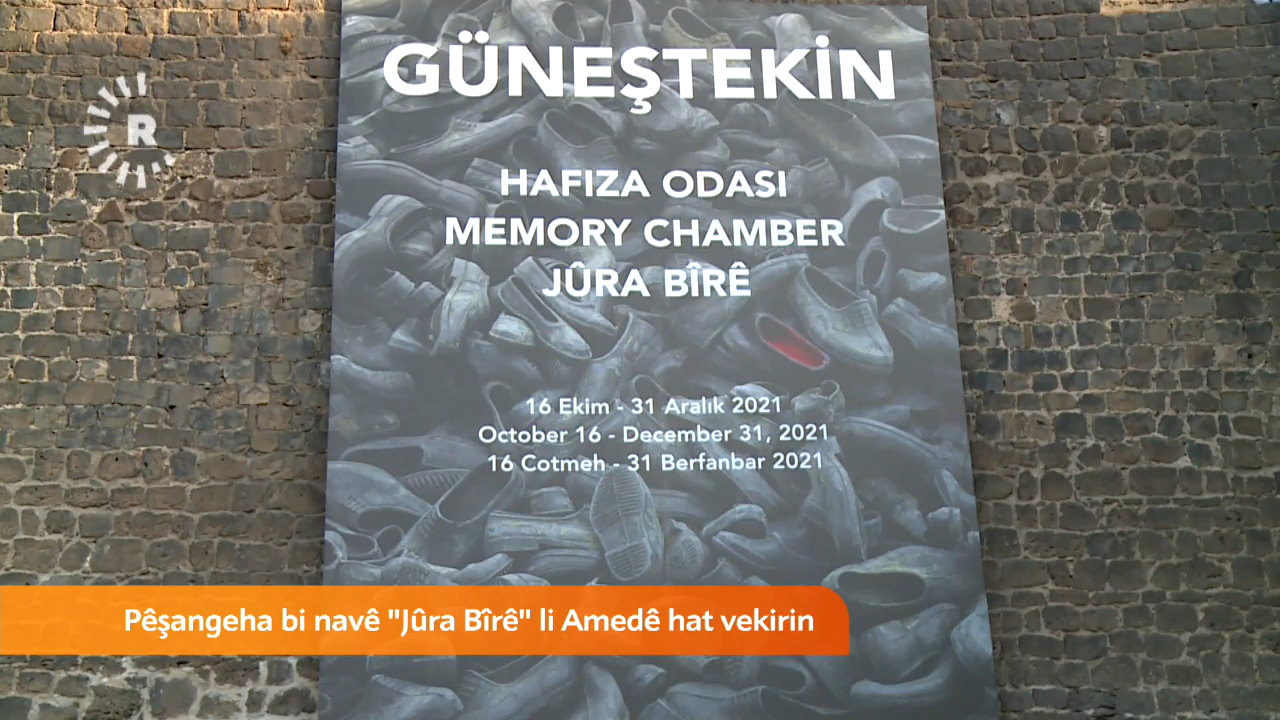 GÜNEŞTEKİN
R
HAFIZA ODASI
MEMORY CHAMBER
JÛRA BÎRÊ
16 Ekim - 31 Aralık 2021
October 16 - December 31, 2021
16 Cotmeh - 31 Berfanbar 2021
Pêşangeha bi navê "Jûra Bîrê" li Amedê hat vekirin